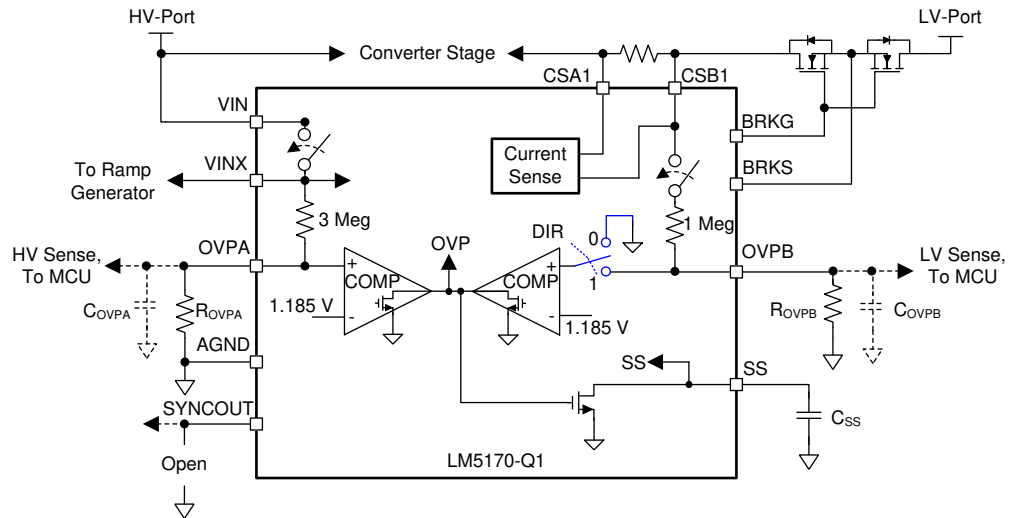 HV-Port
LV-Port
Converter Stage
CSA1
CSB1
VIN
BRKG
Current
Sense
VINX
To Ramp
Generator
BRKS
3 Meg
1 Meg
DIR
0
OVP
HV Sense,
To MCU
OVPA
OVPB
LV Sense,
To MCU
+
COMP
+
COMP
1
COVPA
ROVPA
1.185 V
-
-
1.185 V
ROVPB
COVPB
AGND
SS
SS
SYNCOUT
CSS
Open
LM5170-Q1